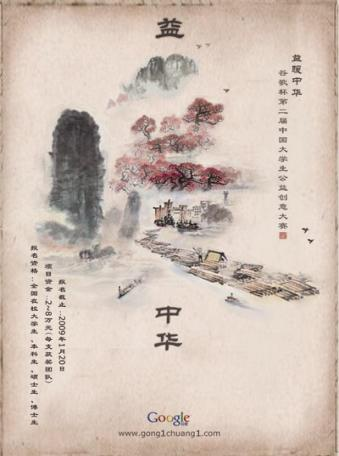 益
中华
益暖中华
谷歌杯第二届中国大学生公益创意大赛
报名截止:2009年1月20日
项目资金:2~8万元(每支获奖团队)
报名资格:全国在校大学生、本科生、硕士生、博士生
Google
www.gong1chuang1.com